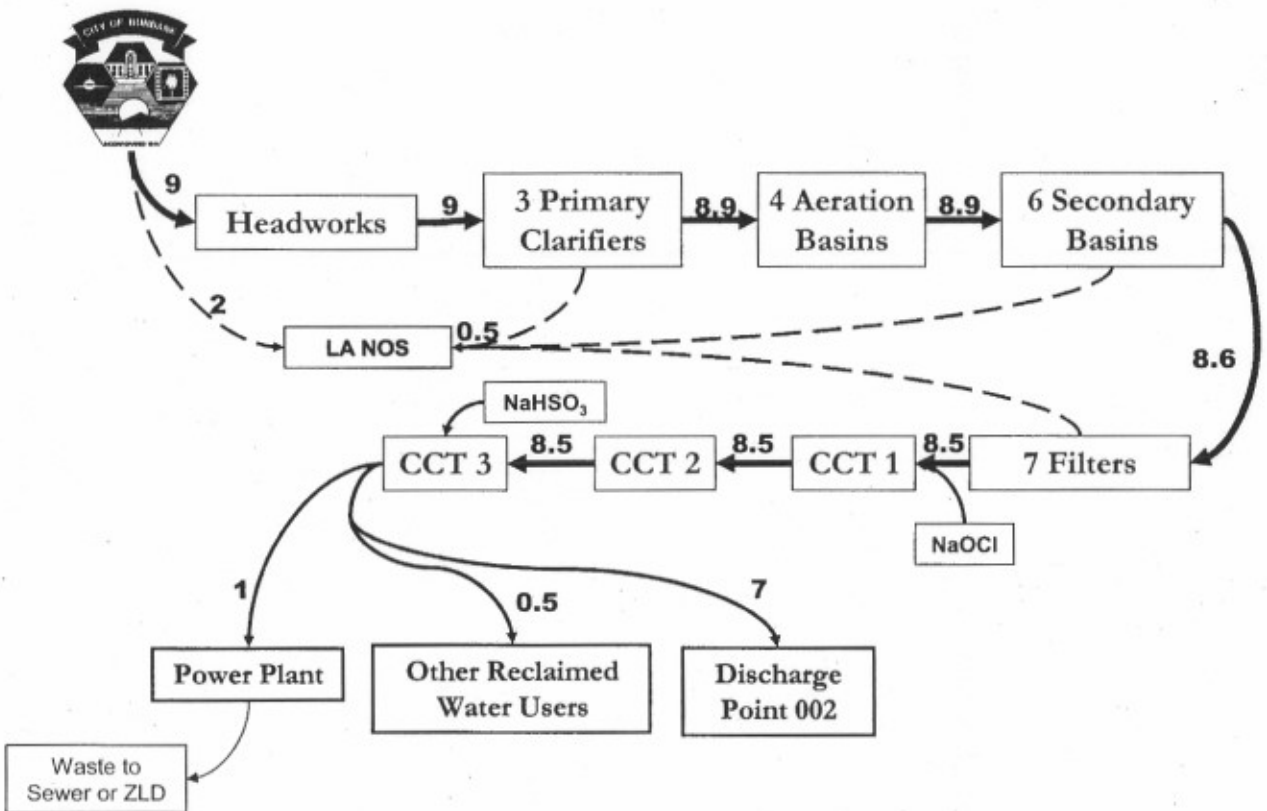 CITY OF BURBANK
9
Headworks
9
3 Primary
Clarifiers
8.9
4 Aeration
Basins
8.9
6 Secondary
Basins
2
LA NOS
0.5
8.6
NaHSO₃
CCT 3
8.5
CCT 2
8.5
CCT 1
8.5
7 Filters
NaOCl
1
0.5
7
Power Plant
Other Reclaimed
Water Users
Discharge
Point 002
Waste to
Sewer or ZLD